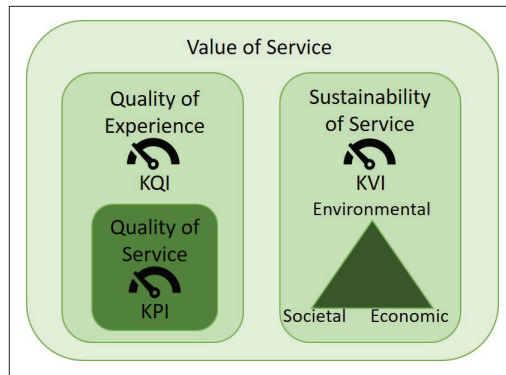 Value of Service
Quality of
Experience
KQI
Quality of
Service
KPI
Sustainability
of Service
KVI
Environmental
Societal
Economic